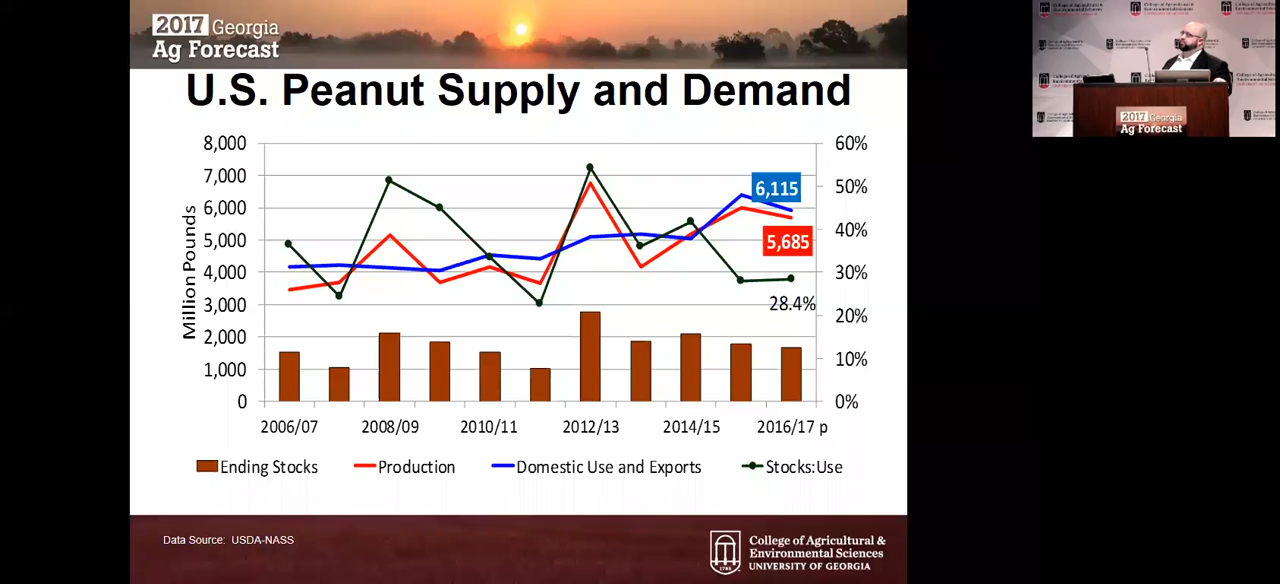 2017 Georgia
Ag Forecast
U.S. Peanut Supply and Demand
Million Pounds
8,000
7,000
6,000
5,000
4,000
3,000
2,000
1,000
0
60%
50%
40%
30%
20%
10%
0%
6,115
5,685
28.4%
2006/07
2008/09
2010/11
2012/13
2014/15
2016/17 p
Ending Stocks
Production
Domestic Use and Exports
Stocks:Use
Data Source: USDA-NASS
1785
College of Agricultural &
Environmental Sciences
UNIVERSITY OF GEORGIA
2017 Georgia
Ag Forecast